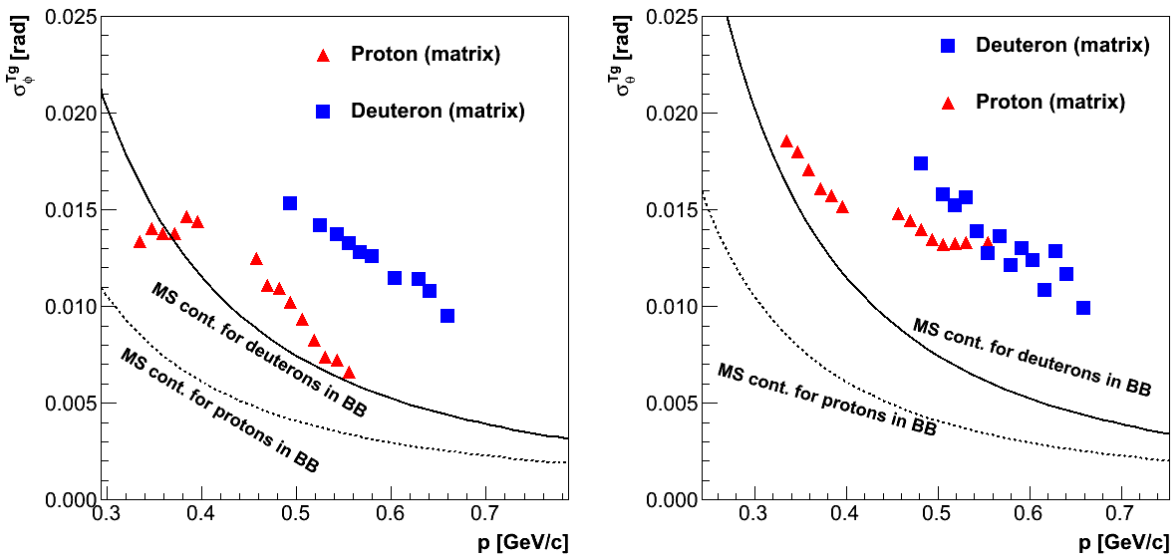 σ_ϕ^Tg [rad]
0.025
0.020
0.015
0.010
0.005
0.000
Proton (matrix)
Deuteron (matrix)
MS cont. for deuterons in BB
MS cont. for protons in BB
0.3 0.4 0.5 0.6 0.7
p [GeV/c]
σ_θ^Tg [rad]
0.025
0.020
0.015
0.010
0.005
0.000
Deuteron (matrix)
Proton (matrix)
MS cont. for deuterons in BB
MS cont. for protons in BB
0.3 0.4 0.5 0.6 0.7
p [GeV/c]